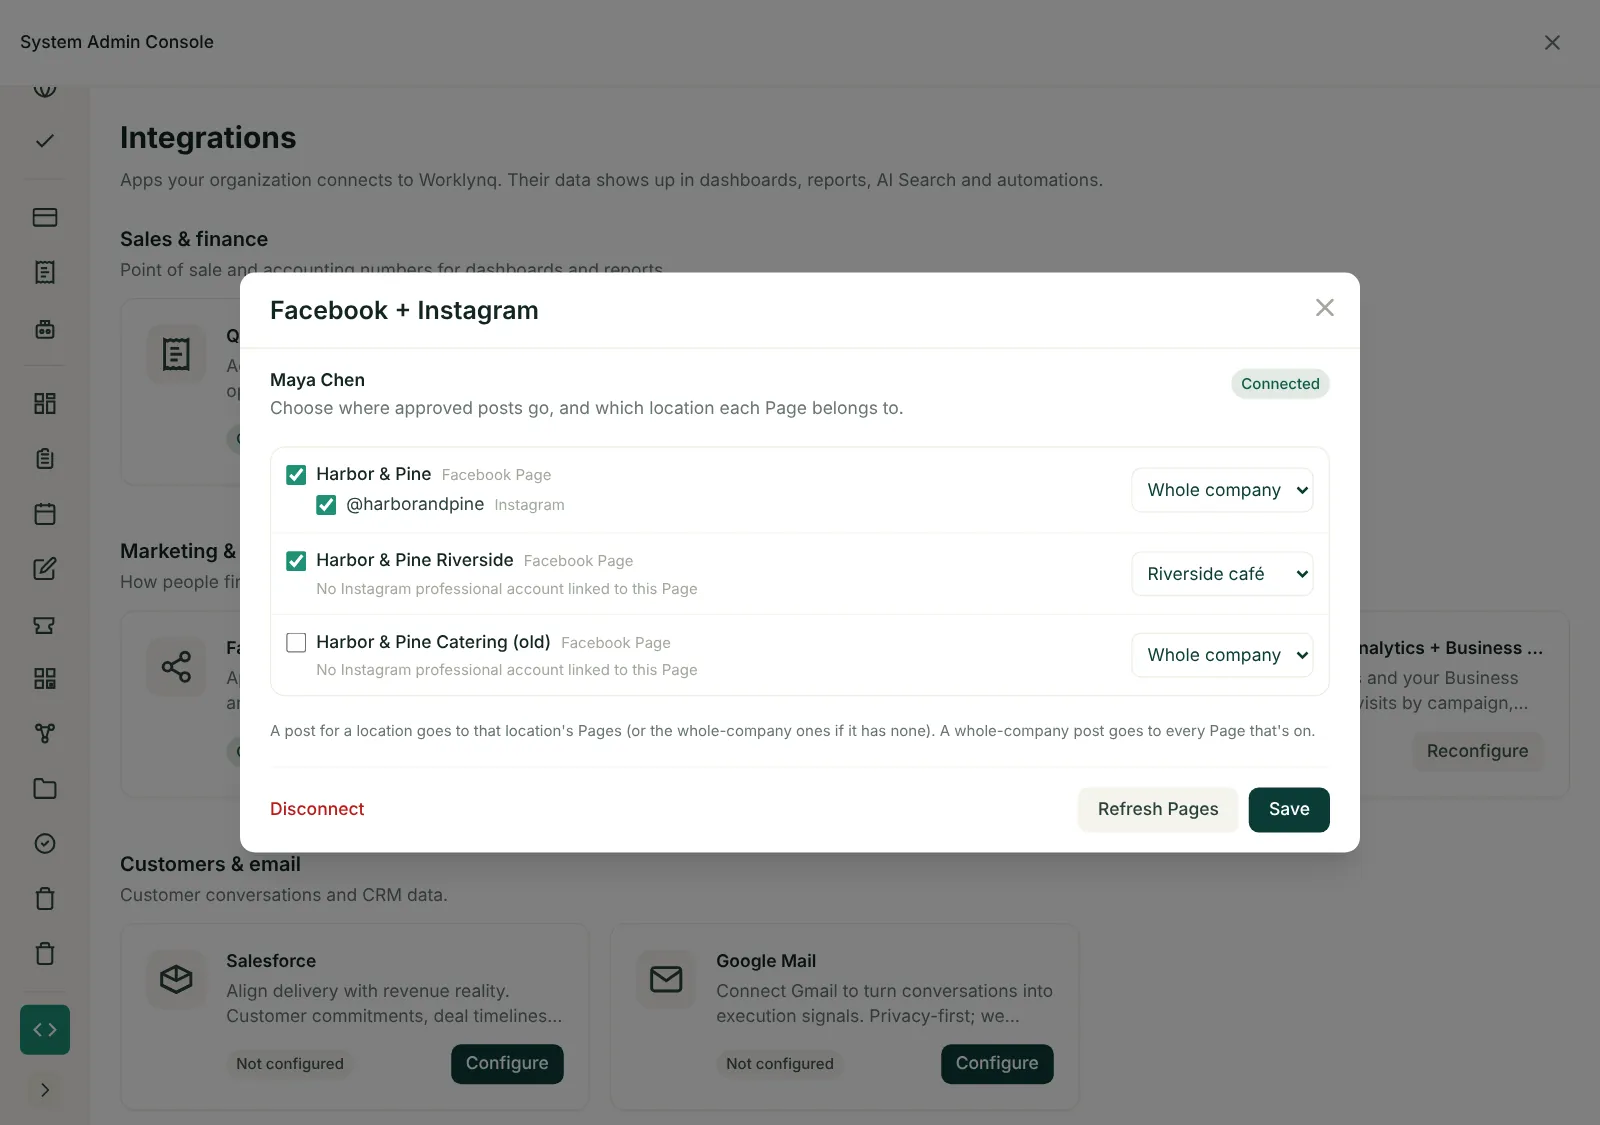 System Admin Console
Integrations
Apps your organization connects to Worklynq. Their data shows up in dashboards, reports, AI Search and automations.
Sales & finance
Point of sale and accounting numbers for dashboards and reports
Facebook + Instagram
Maya Chen
Connected
Choose where approved posts go, and which location each Page belongs to.
Harbor & Pine Facebook Page
Whole company
@harborandpine Instagram
Harbor & Pine Riverside Facebook Page
Riverside café
No Instagram professional account linked to this Page
Harbor & Pine Catering (old) Facebook Page
Whole company
No Instagram professional account linked to this Page
A post for a location goes to that location's Pages (or the whole-company ones if it has none). A whole-company post goes to every Page that's on.
Disconnect
Refresh Pages
Save
Marketing &
How people
nalytics + Business ...
and your Business
visits by campaign,...
Reconfigure
Customers & email
Customer conversations and CRM data.
Salesforce
Align delivery with revenue reality.
Customer commitments, deal timelines...
Not configured
Configure
Google Mail
Connect Gmail to turn conversations into
execution signals. Privacy-first; we...
Not configured
Configure